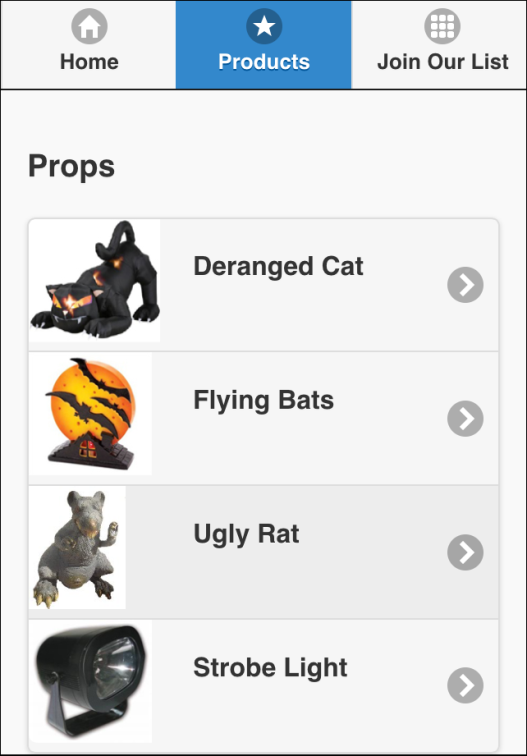 Home
Products
Join Our List
Props
Deranged Cat
Flying Bats
Ugly Rat
Strobe Light